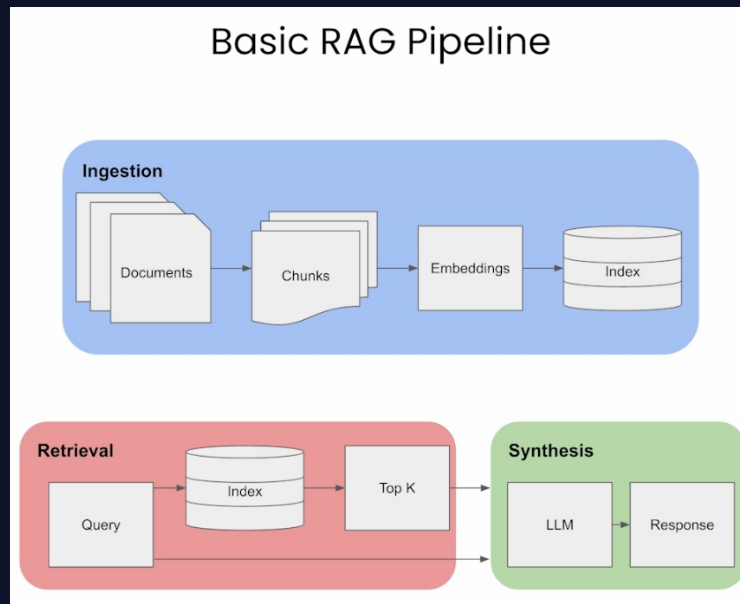 Basic RAG Pipeline
Ingestion
Documents
Chunks
Embeddings
Index
Retrieval
Query
Index
Top K
Synthesis
LLM
Response